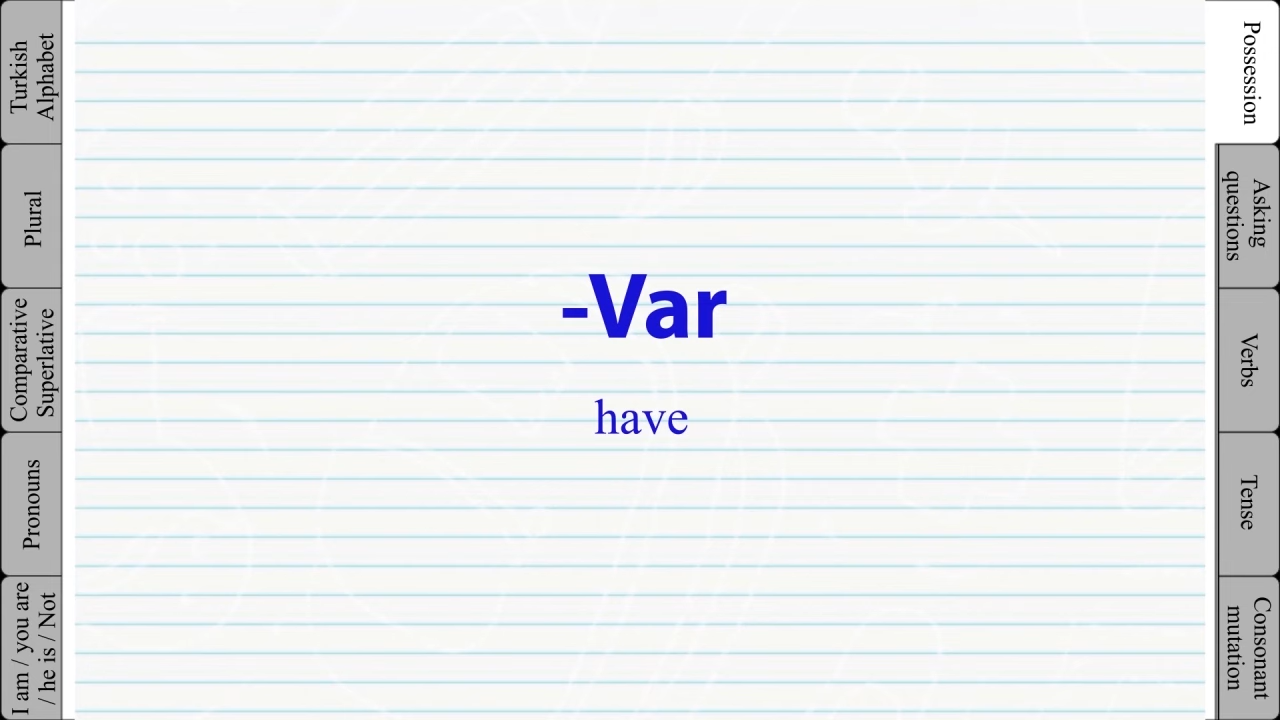 Turkish
Alphabet
Plural
Comparative
Superlative
Pronouns
I am / you are
/ he is / Not
-Var
have
Possession
Asking
questions
Verbs
Tense
Consonant
mutation